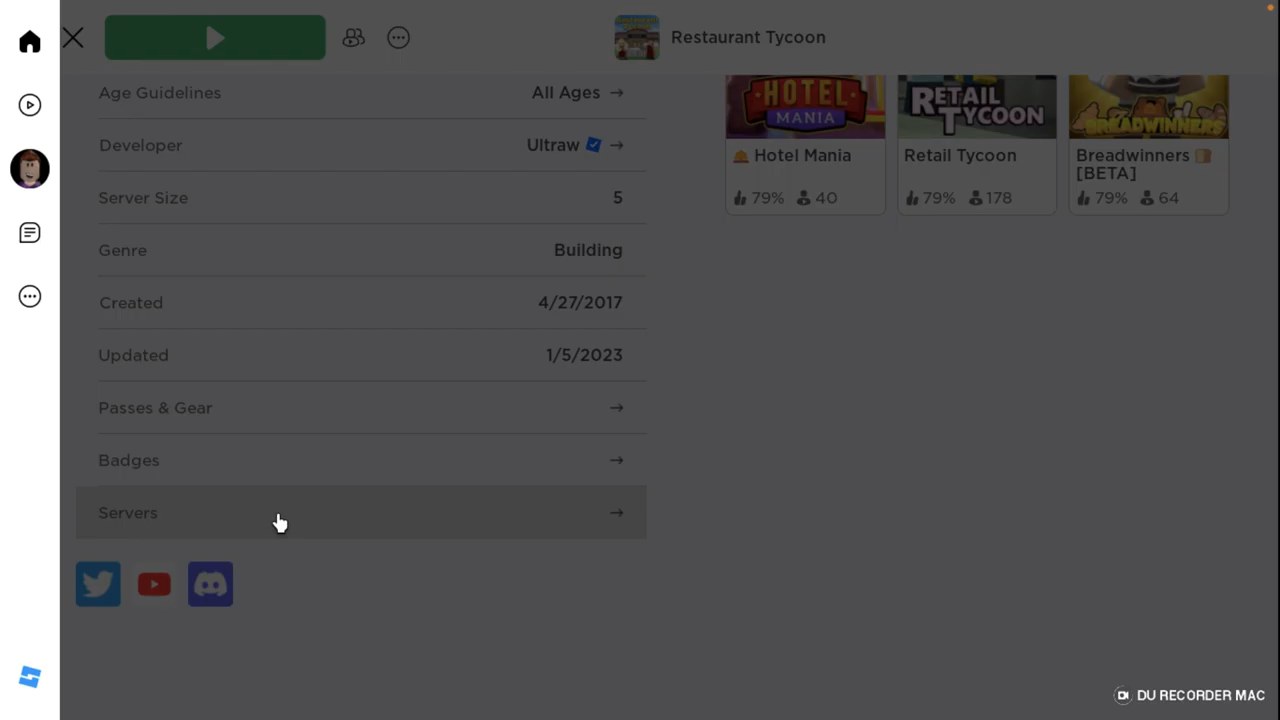 Restaurant Tycoon
Age Guidelines All Ages →
Developer Ultraw →
Server Size 5
Genre Building
Created 4/27/2017
Updated 1/5/2023
Passes & Gear →
Badges →
Servers →
HOTEL
MANIA
Hotel Mania
79% 40
RETAIL
TYCOON
Retail Tycoon
79% 178
BREADWINNERS
Breadwinners
[BETA]
79% 64
DU RECORDER MAC